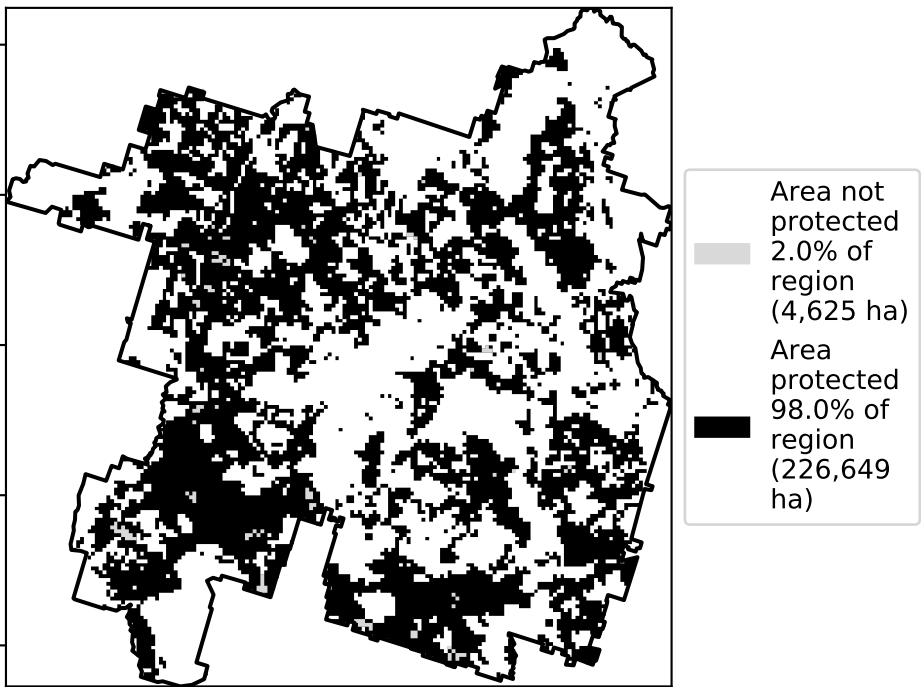 Area not
protected
2.0% of
region
(4,625 ha)
Area
protected
98.0% of
region
(226,649
ha)